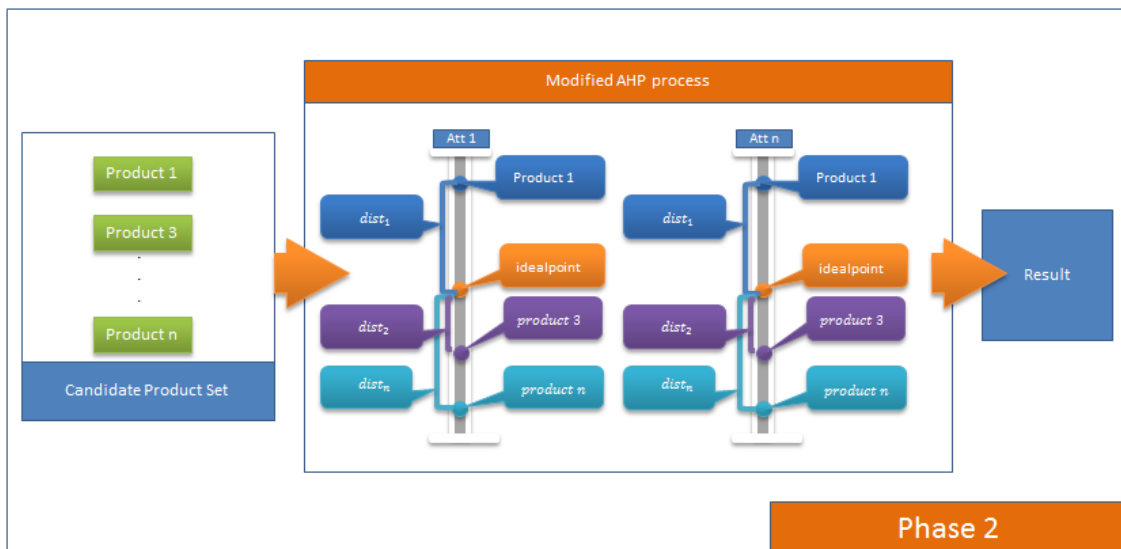 Modified AHP process
Product 1
Product 3
.
.
.
Product n
Candidate Product Set
Att 1
Product 1
dist₁
idealpoint
dist₂
product 3
distₙ
product n
Att n
Product 1
dist₁
idealpoint
dist₂
product 3
distₙ
product n
Result
Phase 2